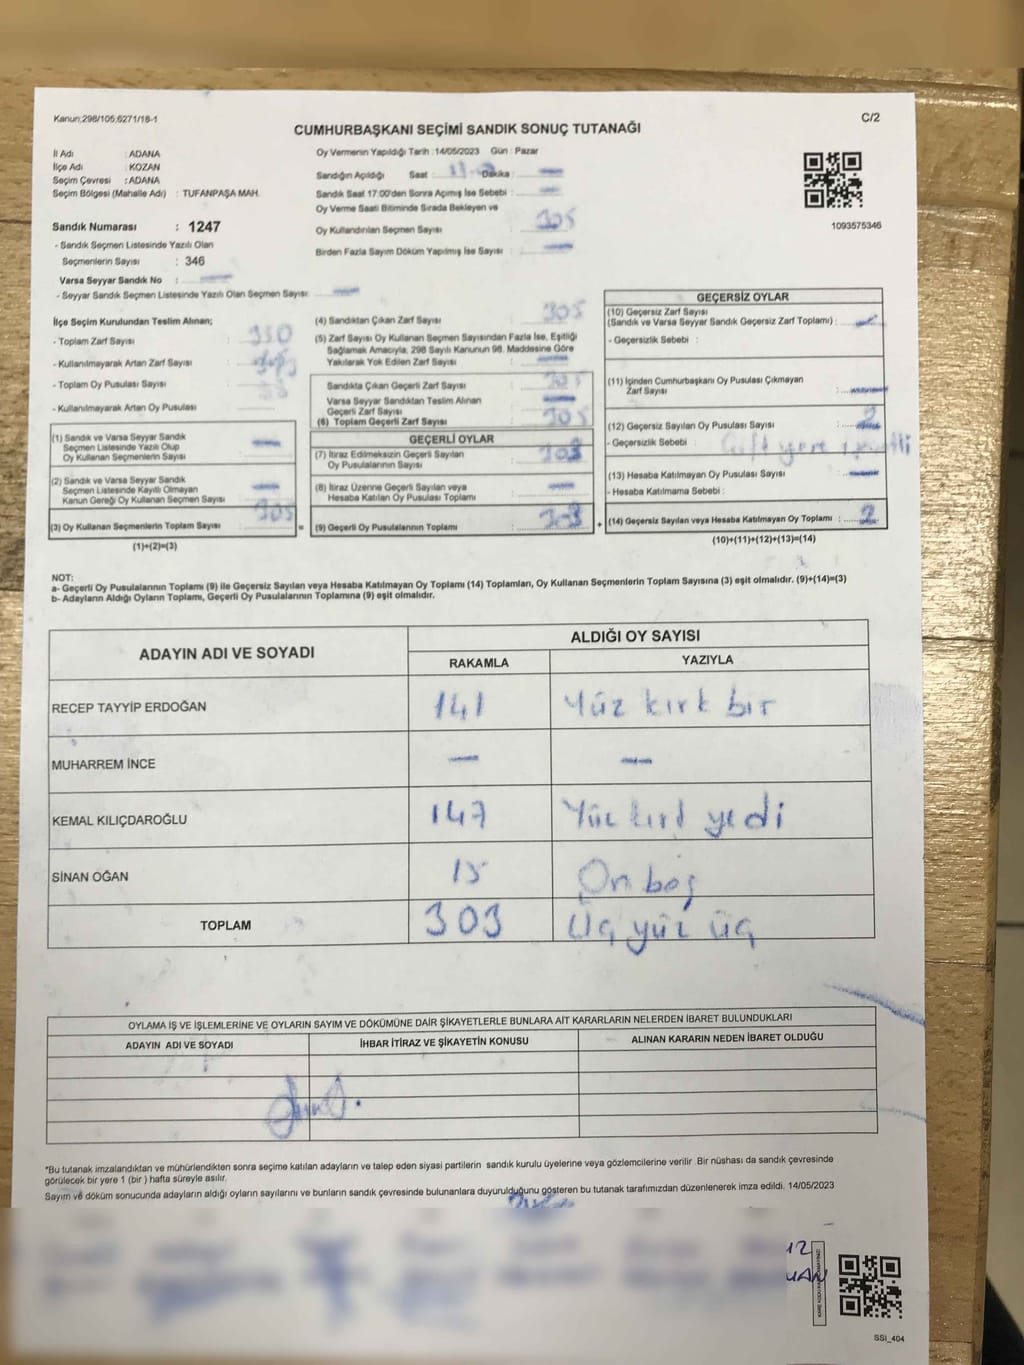 Kanun:298/105,6271/18-1
C/2
CUMHURBAŞKANI SEÇİMİ SANDIK SONUÇ TUTANAĞI
İl Adı : ADANA
İlçe Adı : KOZAN
Seçim Çevresi : ADANA
Seçim Bölgesi (Mahalle Adı) : TUFANPAŞA MAH.
Oy Vermenin Yapıldığı Tarih :14/05/2023 Gün : Pazar
Sandığın Açıldığı Saat : Dakika :
Sandık Saat 17:00'den Sonra Açımış İse Sebebi :
Oy Verme Saati Bitiminde Sırada Bekleyen ve
Oy Kullandırılan Seçmen Sayısı : 305
Birden Fazla Sayım Döküm Yapılmış İse Sayısı :
1093575346
Sandık Numarası : 1247
- Sandık Seçmen Listesinde Yazılı Olan
Seçmenlerin Sayısı : 346
Varsa Seyyar Sandık No :
- Seyyar Sandık Seçmen Listesinde Yazılı Olan Seçmen Sayısı:
İlçe Seçim Kurulundan Teslim Alınan;
- Toplam Zarf Sayısı : 350
- Kullanılmayarak Artan Zarf Sayısı :
- Toplam Oy Pusulası Sayısı :
- Kullanılmayarak Artan Oy Pusulası :
(1) Sandık ve Varsa Seyyar Sandık
Seçmen Listesinde Yazılı Olup
Oy Kullanan Seçmenlerin Sayısı :
(2) Sandık ve Varsa Seyyar Sandık
Seçmen Listesinde Kayıtlı Olmayan
Kanun Gereği Oy Kullanan Seçmen Sayısı :
(3) Oy Kullanan Seçmenlerin Toplam Sayısı : 305
(1)+(2)=(3)
=
(4) Sandıktan Çıkan Zarf Sayısı : 305
(5) Zarf Sayısı Oy Kullanan Seçmen Sayısından Fazla İse, Eşitliği
Sağlamak Amacıyla, 298 Sayılı Kanunun 98. Maddesine Göre
Yakılarak Yok Edilen Zarf Sayısı :
Sandıkta Çıkan Geçerli Zarf Sayısı : 305
Varsa Seyyar Sandıktan Teslim Alınan
Geçerli Zarf Sayısı :
(6) Toplam Geçerli Zarf Sayısı : 305
GEÇERLİ OYLAR
(7) İtiraz Edilmeksizin Geçerli Sayılan
Oy Pusulalarının Sayısı : 303
(8) İtiraz Üzerine Geçerli Sayılan veya
Hesaba Katılan Oy Pusulası Toplamı :
(9) Geçerli Oy Pusulalarının Toplamı : 303
+
GEÇERSİZ OYLAR
(10) Geçersiz Zarf Sayısı
(Sandık ve Varsa Seyyar Sandık Geçersiz Zarf Toplamı) :
- Geçersizlik Sebebi :
(11) İçinden Cumhurbaşkanı Oy Pusulası Çıkmayan
Zarf Sayısı :
(12) Geçersiz Sayılan Oy Pusulası Sayısı : 2
- Geçersizlik Sebebi : Çift yere
(13) Hesaba Katılmayan Oy Pusulası Sayısı :
- Hesaba Katılmama Sebebi :
(14) Geçersiz Sayılan veya Hesaba Katılmayan Oy Toplamı : 2
(10)+(11)+(12)+(13)=(14)
NOT:
a- Geçerli Oy Pusulalarının Toplamı (9) ile Geçersiz Sayılan veya Hesaba Katılmayan Oy Toplamı (14) Toplamları, Oy Kullanan Seçmenlerin Toplam Sayısına (3) eşit olmalıdır. (9)+(14)=(3)
b- Adayların Aldığı Oyların Toplamı, Geçerli Oy Pusulalarının Toplamına (9) eşit olmalıdır.
ADAYIN ADI VE SOYADI
ALDIĞI OY SAYISI
RAKAMLA YAZIYLA
RECEP TAYYİP ERDOĞAN 141 Yüz kırk bir
MUHARREM İNCE — —
KEMAL KILIÇDAROĞLU 147 Yüz kırk yedi
SİNAN OĞAN 15 On beş
TOPLAM 303 Üç yüz üç
OYLAMA İŞ VE İŞLEMLERİNE VE OYLARIN SAYIM VE DÖKÜMÜNE DAİR ŞİKAYETLERLE BUNLARA AİT KARARLARIN NELERDEN İBARET BULUNDUKLARI
ADAYIN ADI VE SOYADI İHBAR İTİRAZ VE ŞİKAYETİN KONUSU ALINAN KARARIN NEDEN İBARET OLDUĞU
*Bu tutanak imzalandıktan ve mühürlendikten sonra seçime katılan adayların ve talep eden siyasi partilerin sandık kurulu üyelerine veya gözlemcilerine verilir .Bir nüshası da sandık çevresinde
görülecek bir yere 1 (bir ) hafta süreyle asılır.
Sayım ve döküm sonucunda adayların aldığı oyların sayılarını ve bunların sandık çevresinde bulunanlara duyurulduğunu gösteren bu tutanak tarafımızdan düzenlenerek imza edildi. 14/05/2023
SSİ_404